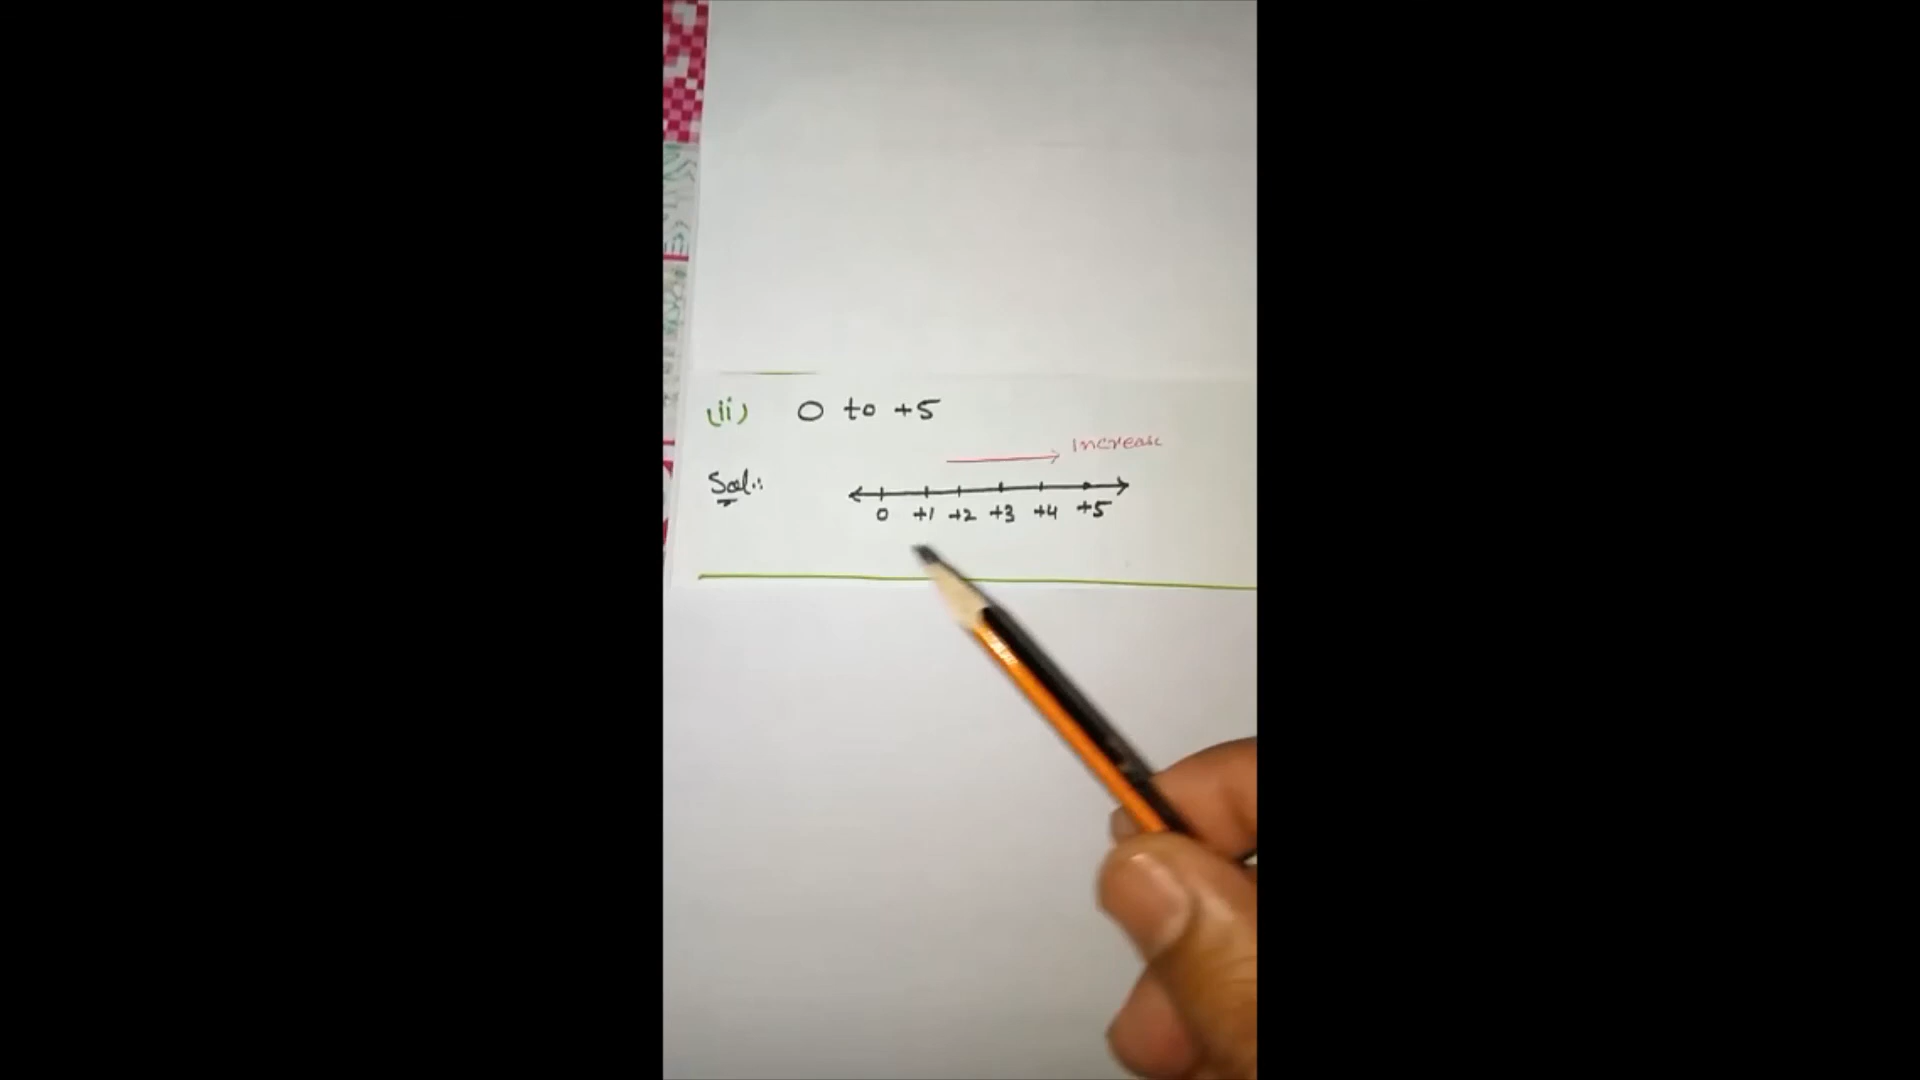 (ii) 0 to +5
Increase
Sol:
0 +1 +2 +3 +4 +5